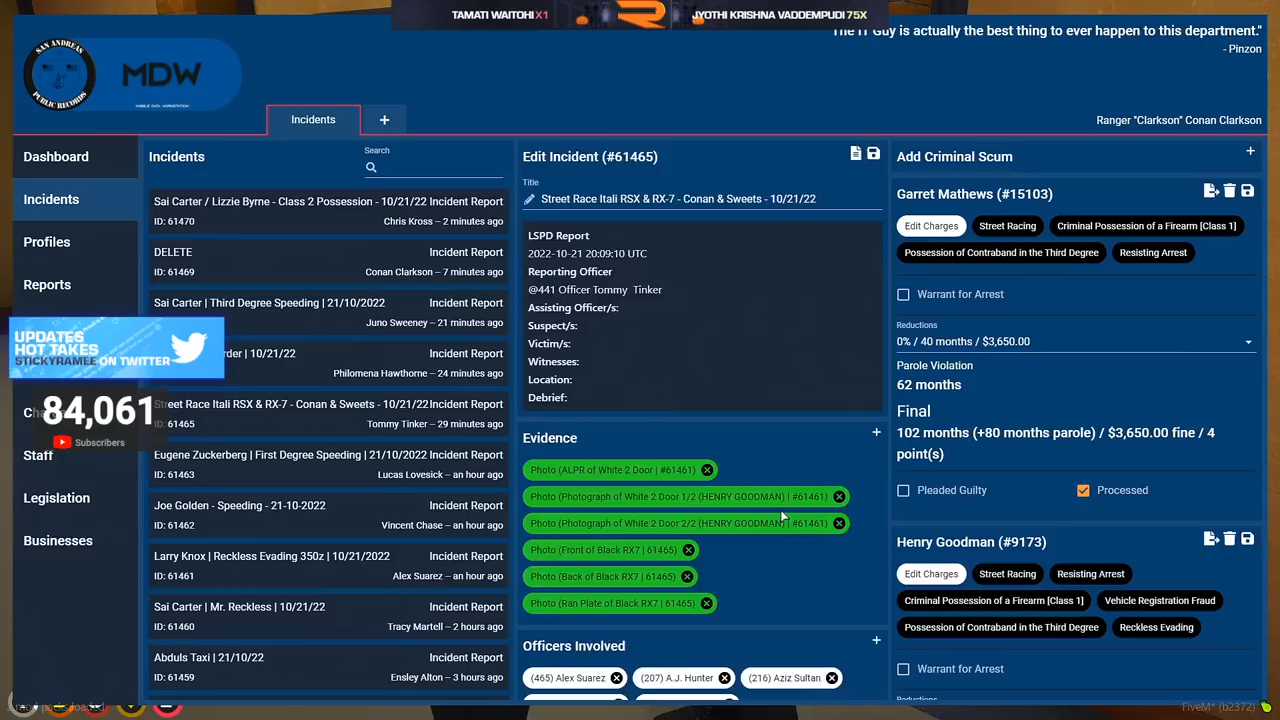 TAMATI WAITOHI X1
JYOTHI KRISHNA VADDEMPUDI 75X
The IT Guy is actually the best thing to ever happen to this department."
- Pinzon
SAN ANDREAS
PUBLIC RECORDS
MDW
MOBILE DATA WORKSTATION
Incidents
+
Ranger "Clarkson" Conan Clarkson
Dashboard
Incidents
Profiles
Reports
Staff
Legislation
Businesses
UPDATES
HOT TAKES
STICKYRAMEE ON TWITTER
84,061
Subscribers
Incidents
Search
Sai Carter / Lizzie Byrne - Class 2 Possession - 10/21/22 Incident Report
ID: 61470 Chris Kross – 2 minutes ago
DELETE Incident Report
ID: 61469 Conan Clarkson – 7 minutes ago
Sai Carter | Third Degree Speeding | 21/10/2022 Incident Report
Juno Sweeney – 21 minutes ago
rder | 10/21/22 Incident Report
Philomena Hawthorne – 24 minutes ago
Street Race Itali RSX & RX-7 - Conan & Sweets - 10/21/22 Incident Report
ID: 61465 Tommy Tinker – 29 minutes ago
Eugene Zuckerberg | First Degree Speeding | 21/10/2022 Incident Report
ID: 61463 Lucas Lovesick – an hour ago
Joe Golden - Speeding - 21-10-2022 Incident Report
ID: 61462 Vincent Chase – an hour ago
Larry Knox | Reckless Evading 350z | 10/21/2022 Incident Report
ID: 61461 Alex Suarez – an hour ago
Sai Carter | Mr. Reckless | 10/21/22 Incident Report
ID: 61460 Tracy Martell – 2 hours ago
Abduls Taxi | 21/10/22 Incident Report
ID: 61459 Ensley Alton – 3 hours ago
Edit Incident (#61465)
Title
Street Race Itali RSX & RX-7 - Conan & Sweets - 10/21/22
LSPD Report
2022-10-21 20:09:10 UTC
Reporting Officer
@441 Officer Tommy Tinker
Assisting Officer/s:
Suspect/s:
Victim/s:
Witnesses:
Location:
Debrief:
Evidence
+
Photo (ALPR of White 2 Door | #61461)
Photo (Photograph of White 2 Door 1/2 (HENRY GOODMAN) | #61461)
Photo (Photograph of White 2 Door 2/2 (HENRY GOODMAN) | #61461)
Photo (Front of Black RX7 | 61465)
Photo (Back of Black RX7 | 61465)
Photo (Ran Plate of Black RX7 | 61465)
Officers Involved
+
(465) Alex Suarez (207) A.J. Hunter (216) Aziz Sultan
Add Criminal Scum
+
Garret Mathews (#15103)
Edit Charges Street Racing Criminal Possession of a Firearm [Class 1]
Possession of Contraband in the Third Degree Resisting Arrest
Warrant for Arrest
Reductions
0% / 40 months / $3,650.00
Parole Violation
62 months
Final
102 months (+80 months parole) / $3,650.00 fine / 4
point(s)
Pleaded Guilty Processed
Henry Goodman (#9173)
Edit Charges Street Racing Resisting Arrest
Criminal Possession of a Firearm [Class 1] Vehicle Registration Fraud
Possession of Contraband in the Third Degree Reckless Evading
Warrant for Arrest
Reductions
FiveM* (b2372)